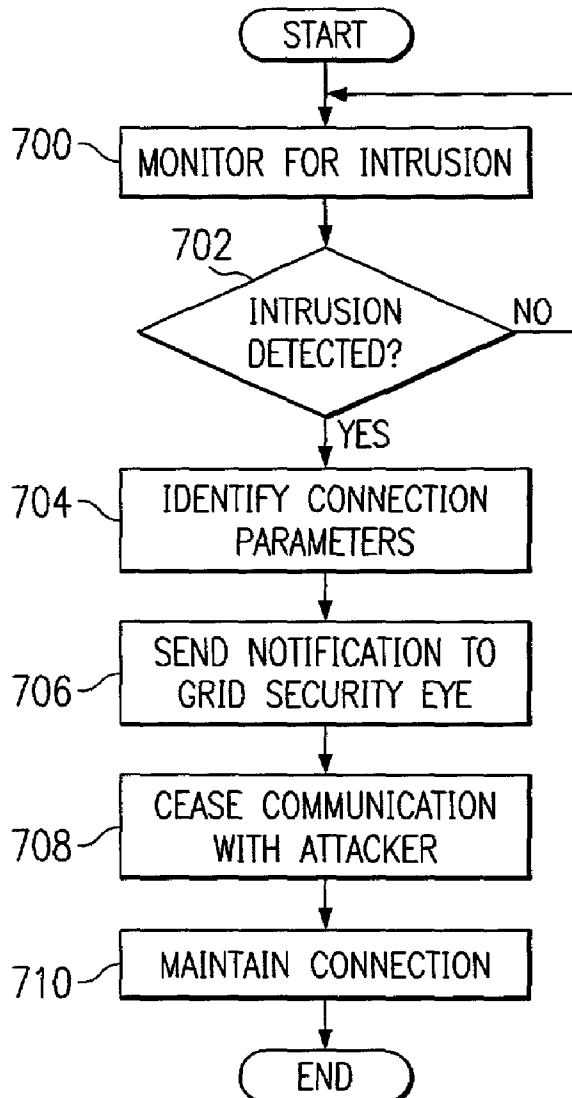 START
700
MONITOR FOR INTRUSION
702
INTRUSION
DETECTED?
NO
YES
704
IDENTIFY CONNECTION
PARAMETERS
706
SEND NOTIFICATION TO
GRID SECURITY EYE
708
CEASE COMMUNICATION
WITH ATTACKER
710
MAINTAIN CONNECTION
END